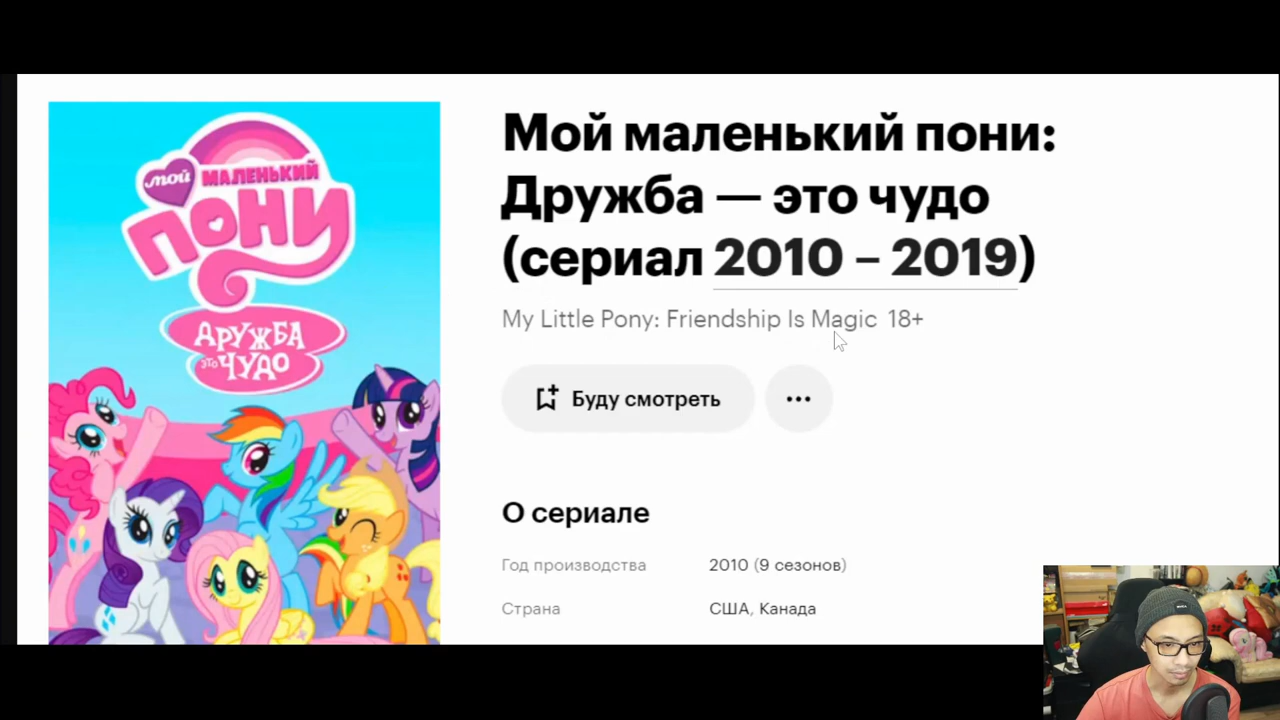 мой
МАЛЕНЬКИЙ
ПОНИ
ДРУЖБА
это ЧУДО
Мой маленький пони:
Дружба — это чудо
(сериал 2010 – 2019)
My Little Pony: Friendship Is Magic 18+
Буду смотреть
О сериале
Год производства 2010 (9 сезонов)
Страна США, Канада